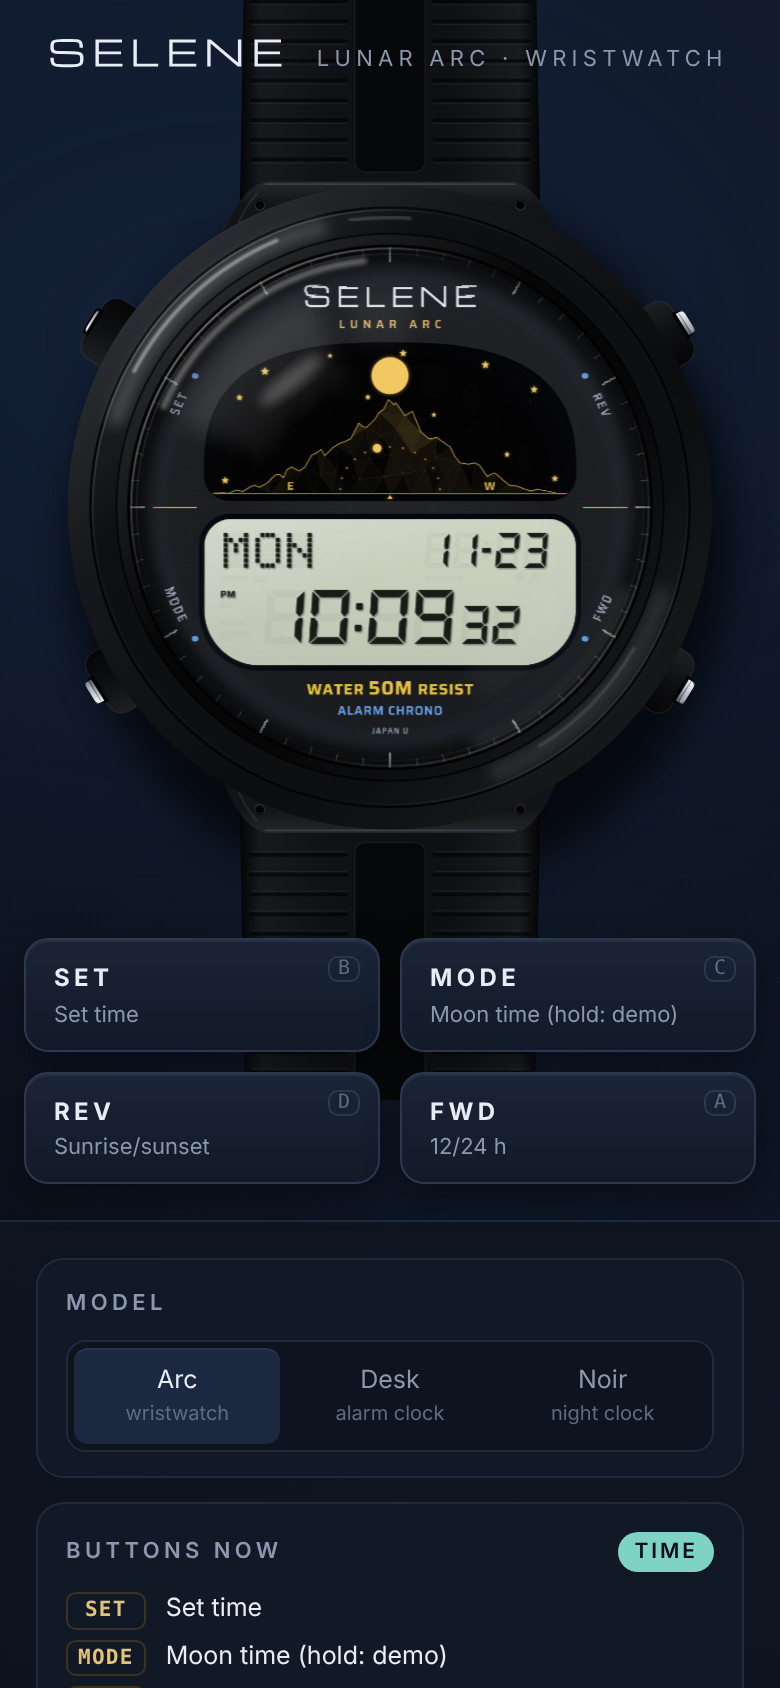 SELENE LUNAR ARC · WRISTWATCH
SELENE
LUNAR ARC
SET
REV
E W
MON 11-23
PM 10:09 32
MODE
FWD
WATER 50M RESIST
ALARM CHRONO
JAPAN U
SET B
Set time
MODE C
Moon time (hold: demo)
REV D
Sunrise/sunset
FWD A
12/24 h
MODEL
Arc
wristwatch
Desk
alarm clock
Noir
night clock
BUTTONS NOW TIME
SET Set time
MODE Moon time (hold: demo)